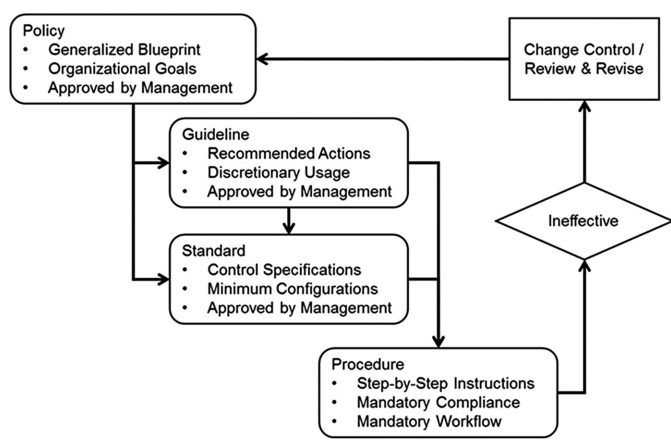 Policy
• Generalized Blueprint
• Organizational Goals
• Approved by Management
Change Control /
Review & Revise
Guideline
• Recommended Actions
• Discretionary Usage
• Approved by Management
Ineffective
Standard
• Control Specifications
• Minimum Configurations
• Approved by Management
Procedure
• Step-by-Step Instructions
• Mandatory Compliance
• Mandatory Workflow